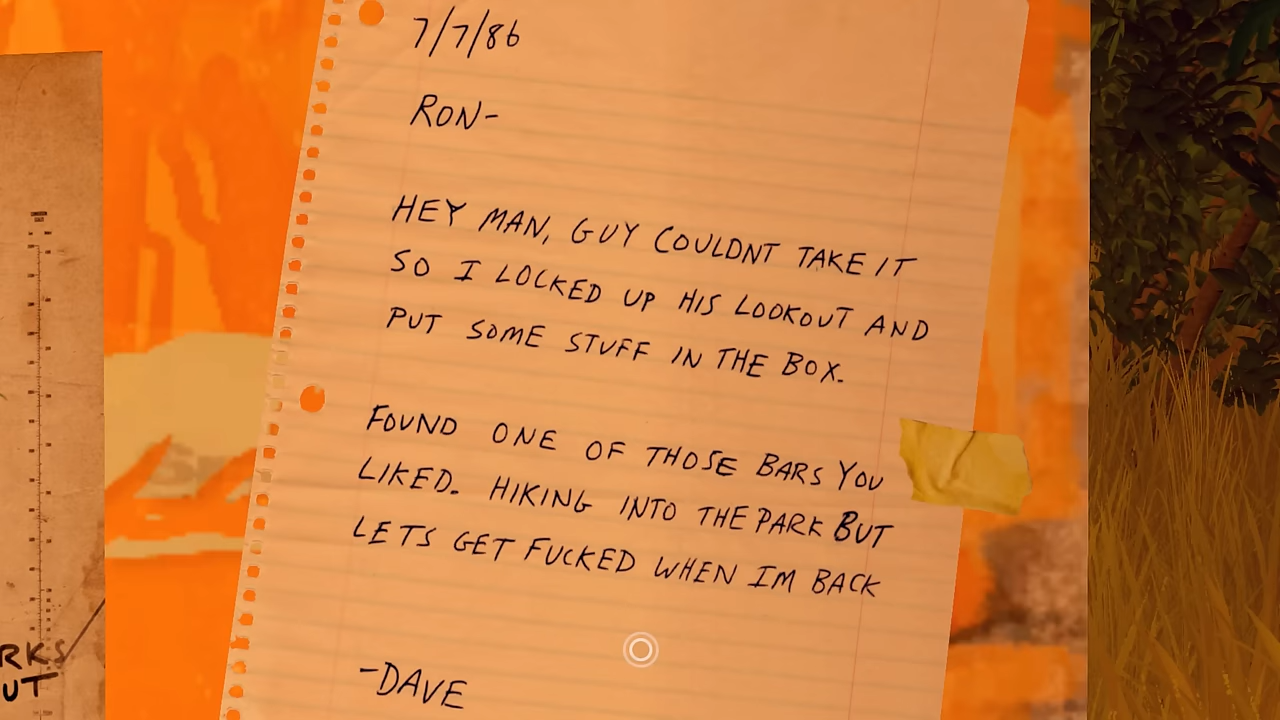 7/7/86
RON-
HEY MAN, GUY COULDNT TAKE IT
SO I LOCKED UP HIS LOOKOUT AND
PUT SOME STUFF IN THE BOX.
FOUND ONE OF THOSE BARS YOU
LIKED. HIKING INTO THE PARK BUT
LETS GET FUCKED WHEN IM BACK
-DAVE
RKS
UT